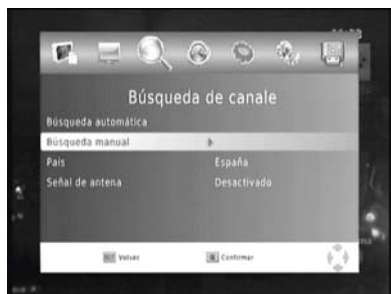 Búsqueda de canale
Búsqueda automática
Búsqueda manual
País España
Señal de antena Desactivado
Volver Confirmar